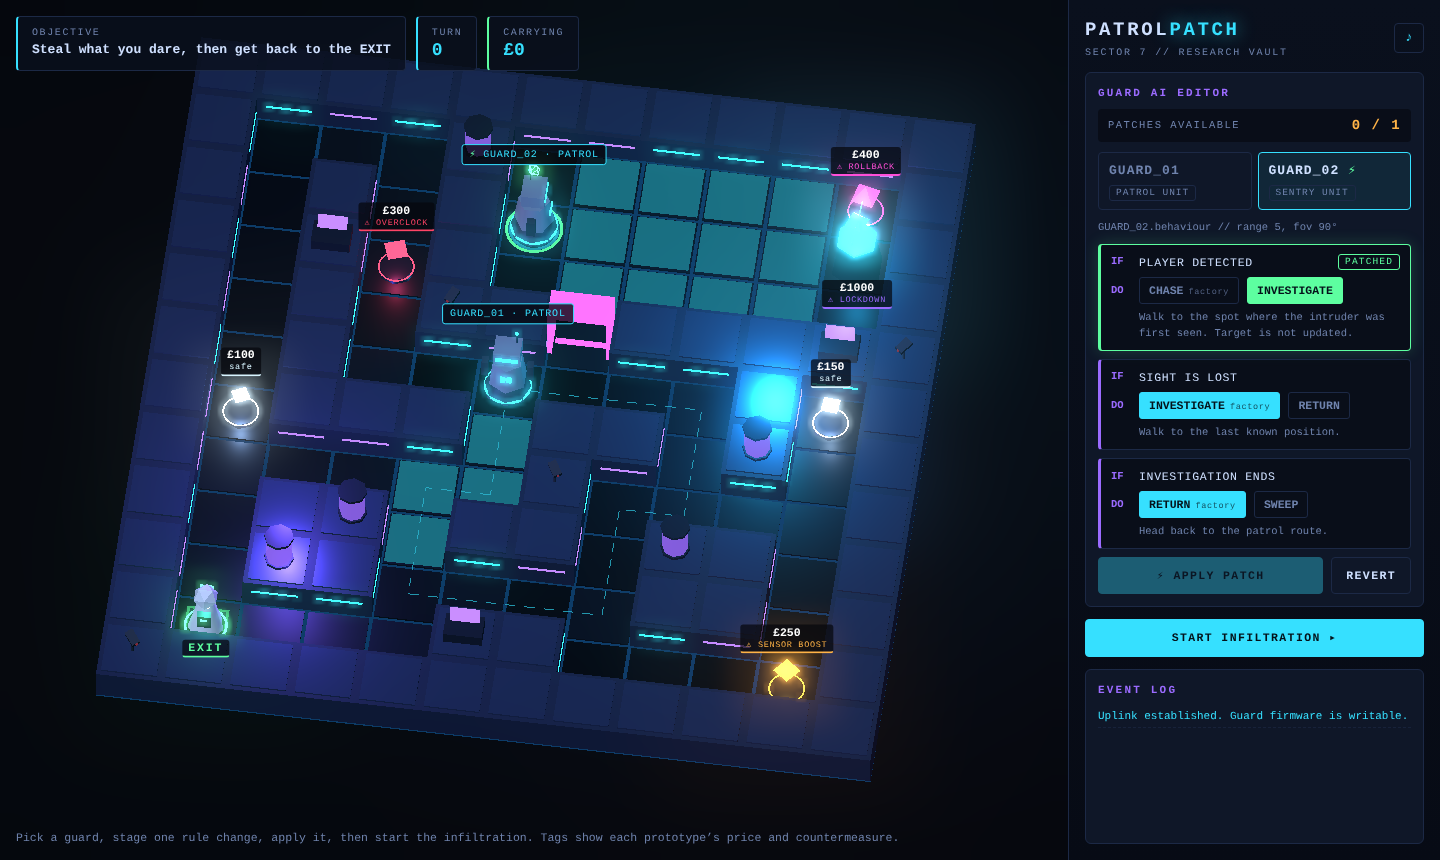 OBJECTIVE
Steal what you dare, then get back to the EXIT
TURN
0
CARRYING
£0
⚡ GUARD_02 · PATROL
£400
⚠ ROLLBACK
£300
⚠ OVERCLOCK
£1000
⚠ LOCKDOWN
GUARD_01 · PATROL
£100
safe
£150
safe
£250
⚠ SENSOR BOOST
EXIT
Pick a guard, stage one rule change, apply it, then start the infiltration. Tags show each prototype’s price and countermeasure.
PATROLPATCH
SECTOR 7 // RESEARCH VAULT
♪
GUARD AI EDITOR
PATCHES AVAILABLE
0 / 1
GUARD_01
PATROL UNIT
GUARD_02 ⚡
SENTRY UNIT
GUARD_02.behaviour // range 5, fov 90°
IF PLAYER DETECTED PATCHED
DO CHASE factory INVESTIGATE
Walk to the spot where the intruder was
first seen. Target is not updated.
IF SIGHT IS LOST
DO INVESTIGATE factory RETURN
Walk to the last known position.
IF INVESTIGATION ENDS
DO RETURN factory SWEEP
Head back to the patrol route.
⚡ APPLY PATCH
REVERT
START INFILTRATION ▸
EVENT LOG
Uplink established. Guard firmware is writable.